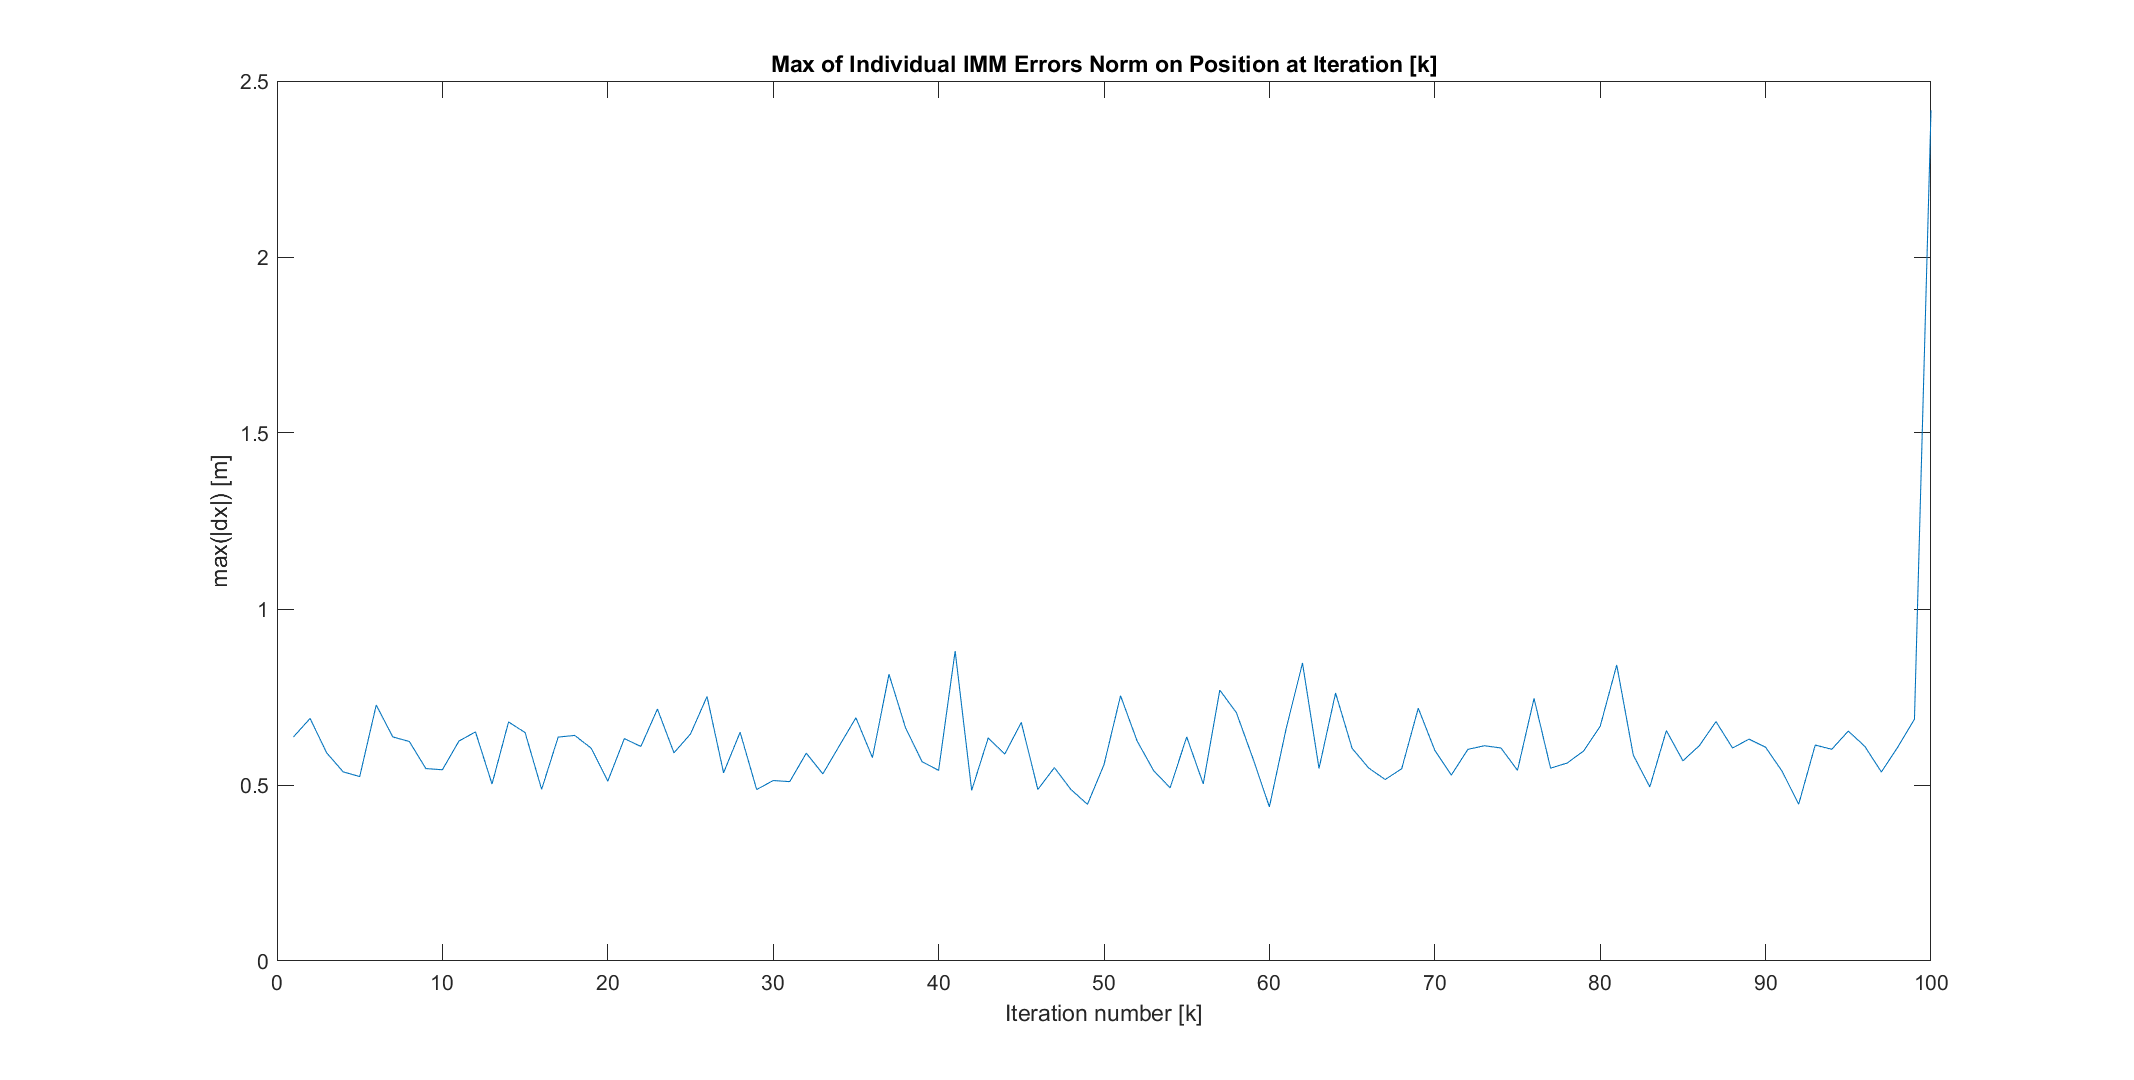 Max of Individual IMM Errors Norm on Position at Iteration [k]
2.5
2
1.5
1
0.5
0
max(|dx|) [m]
0 10 20 30 40 50 60 70 80 90 100
Iteration number [k]